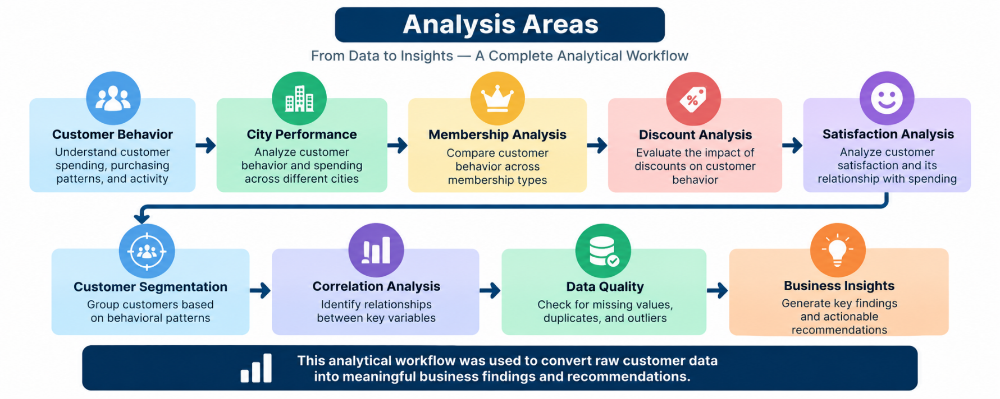 Analysis Areas
From Data to Insights — A Complete Analytical Workflow
Customer Behavior
Understand customer
spending, purchasing
patterns, and activity
City Performance
Analyze customer
behavior and spending
across different cities
Membership Analysis
Compare customer
behavior across
membership types
Discount Analysis
Evaluate the impact of
discounts on customer
behavior
Satisfaction Analysis
Analyze customer
satisfaction and its
relationship with spending
Customer Segmentation
Group customers based
on behavioral patterns
Correlation Analysis
Identify relationships
between key variables
Data Quality
Check for missing values,
duplicates, and outliers
Business Insights
Generate key findings
and actionable
recommendations
This analytical workflow was used to convert raw customer data
into meaningful business findings and recommendations.